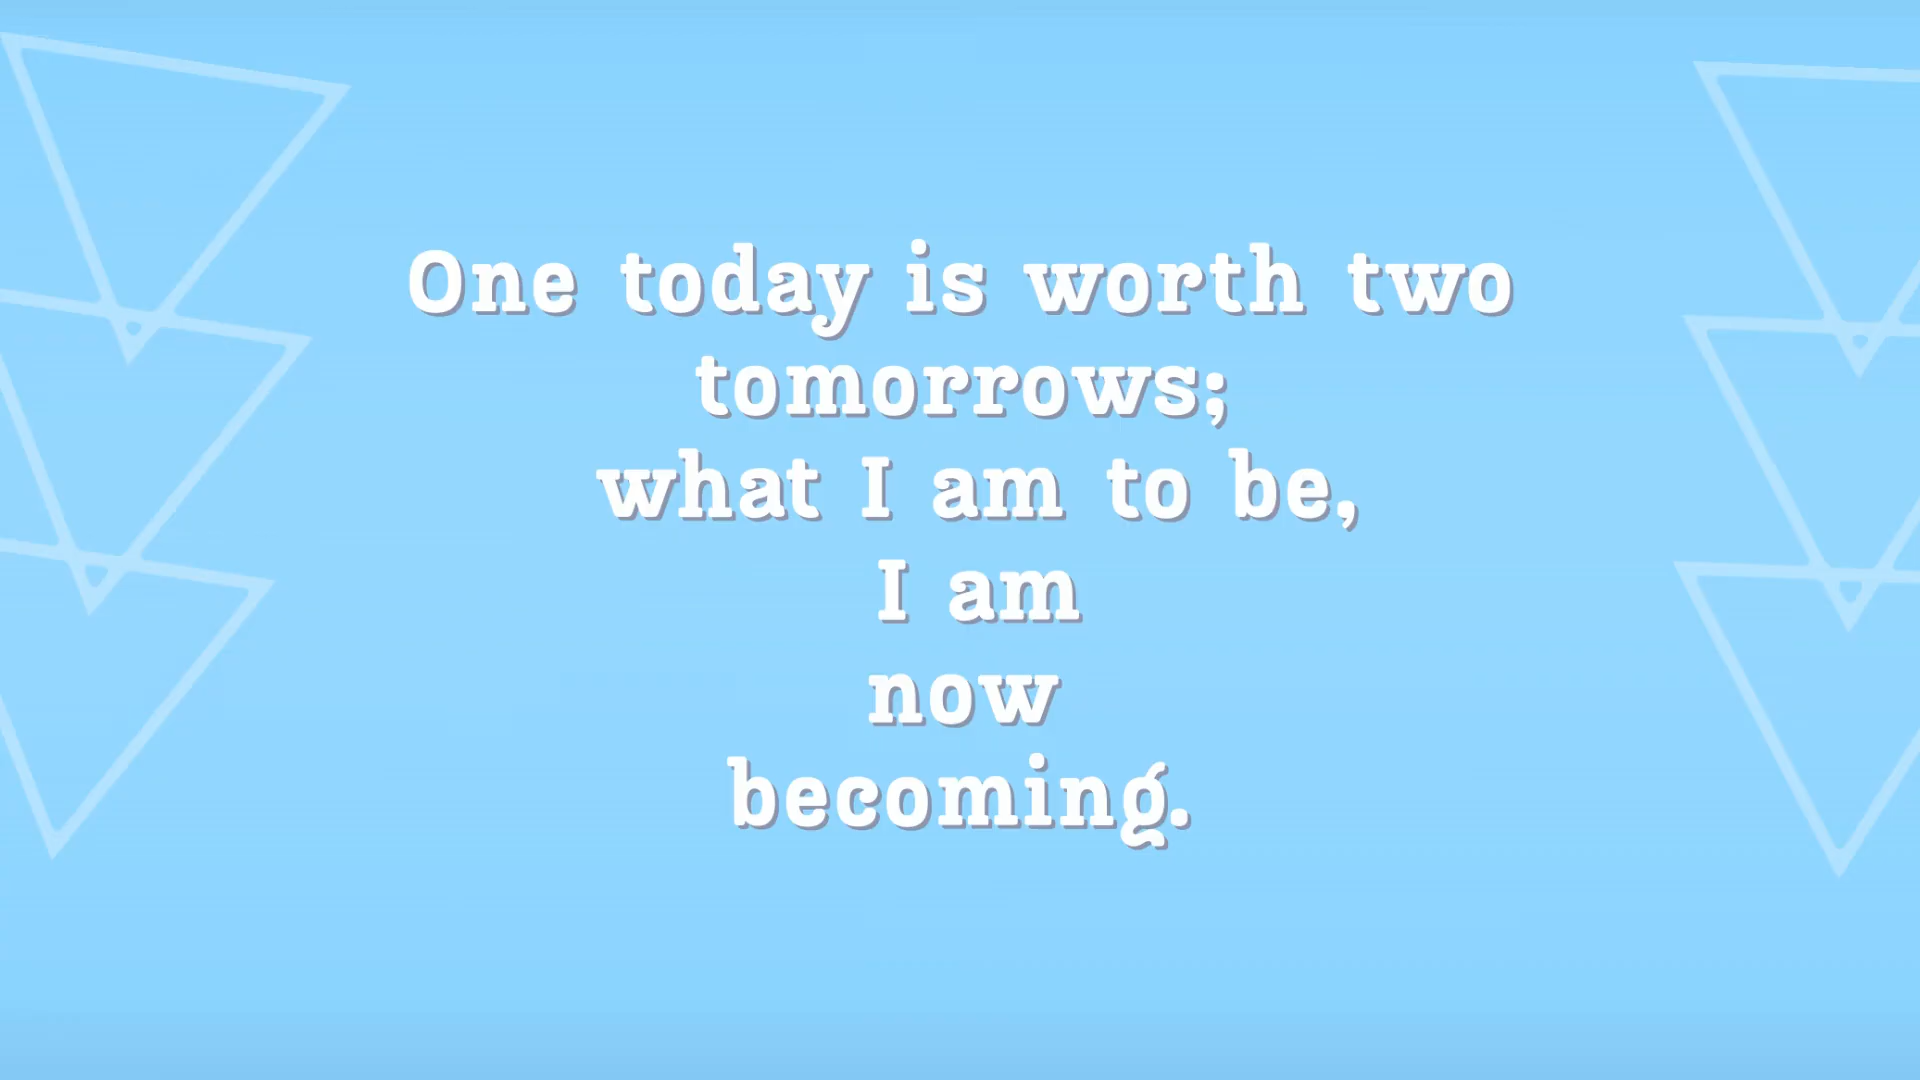 One today is worth two
tomorrows;
what I am to be,
I am
now
becoming.